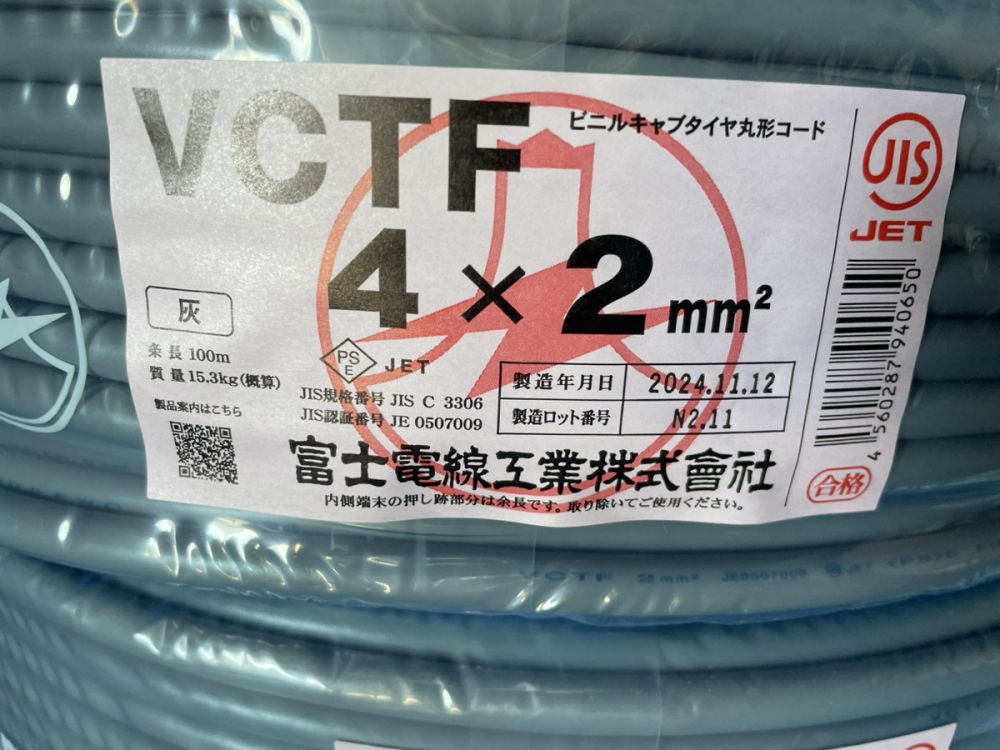 VCTF
ビニルキャブタイヤ丸形コード
4×2mm²
灰
条長 100m
質量 15.3kg(概算)
製品案内はこちら
PS
E
JET
JIS規格番号 JIS C 3306
JIS認証番号 JE 0507009
製造年月日 2024.11.12
製造ロット番号 N2.11
富士電線工業株式會社
内側端末の押し跡部分は余長です。取り除いてご使用ください。
JIS
JET
4 560287 940650
合格
VCTF 2mm² JE0507009 JET